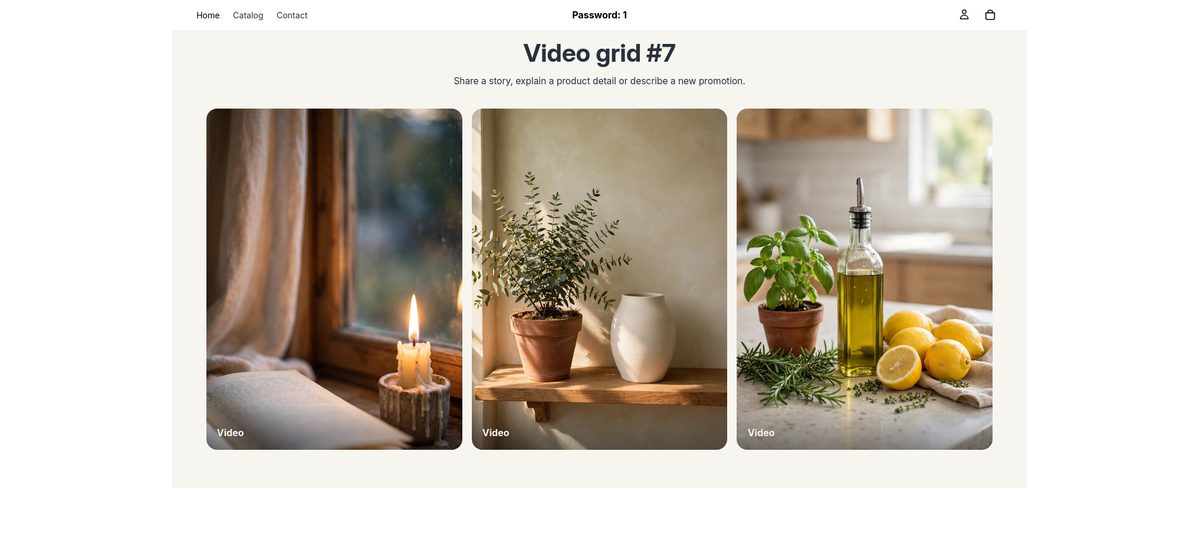 Home Catalog Contact Password: 1
Video grid #7
Share a story, explain a product detail or describe a new promotion.
Video Video Video